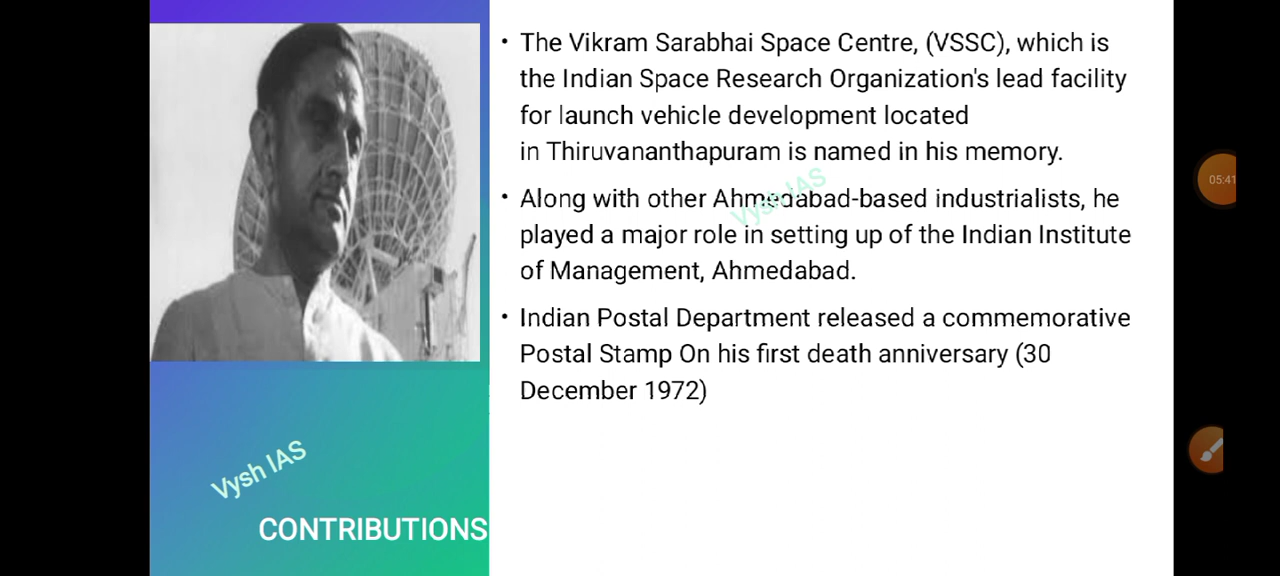 • The Vikram Sarabhai Space Centre, (VSSC), which is
the Indian Space Research Organization's lead facility
for launch vehicle development located
in Thiruvananthapuram is named in his memory.
• Along with other Ahmedabad-based industrialists, he
played a major role in setting up of the Indian Institute
of Management, Ahmedabad.
• Indian Postal Department released a commemorative
Postal Stamp On his first death anniversary (30
December 1972)
Vysh IAS
Vysh IAS
CONTRIBUTIONS
05:41